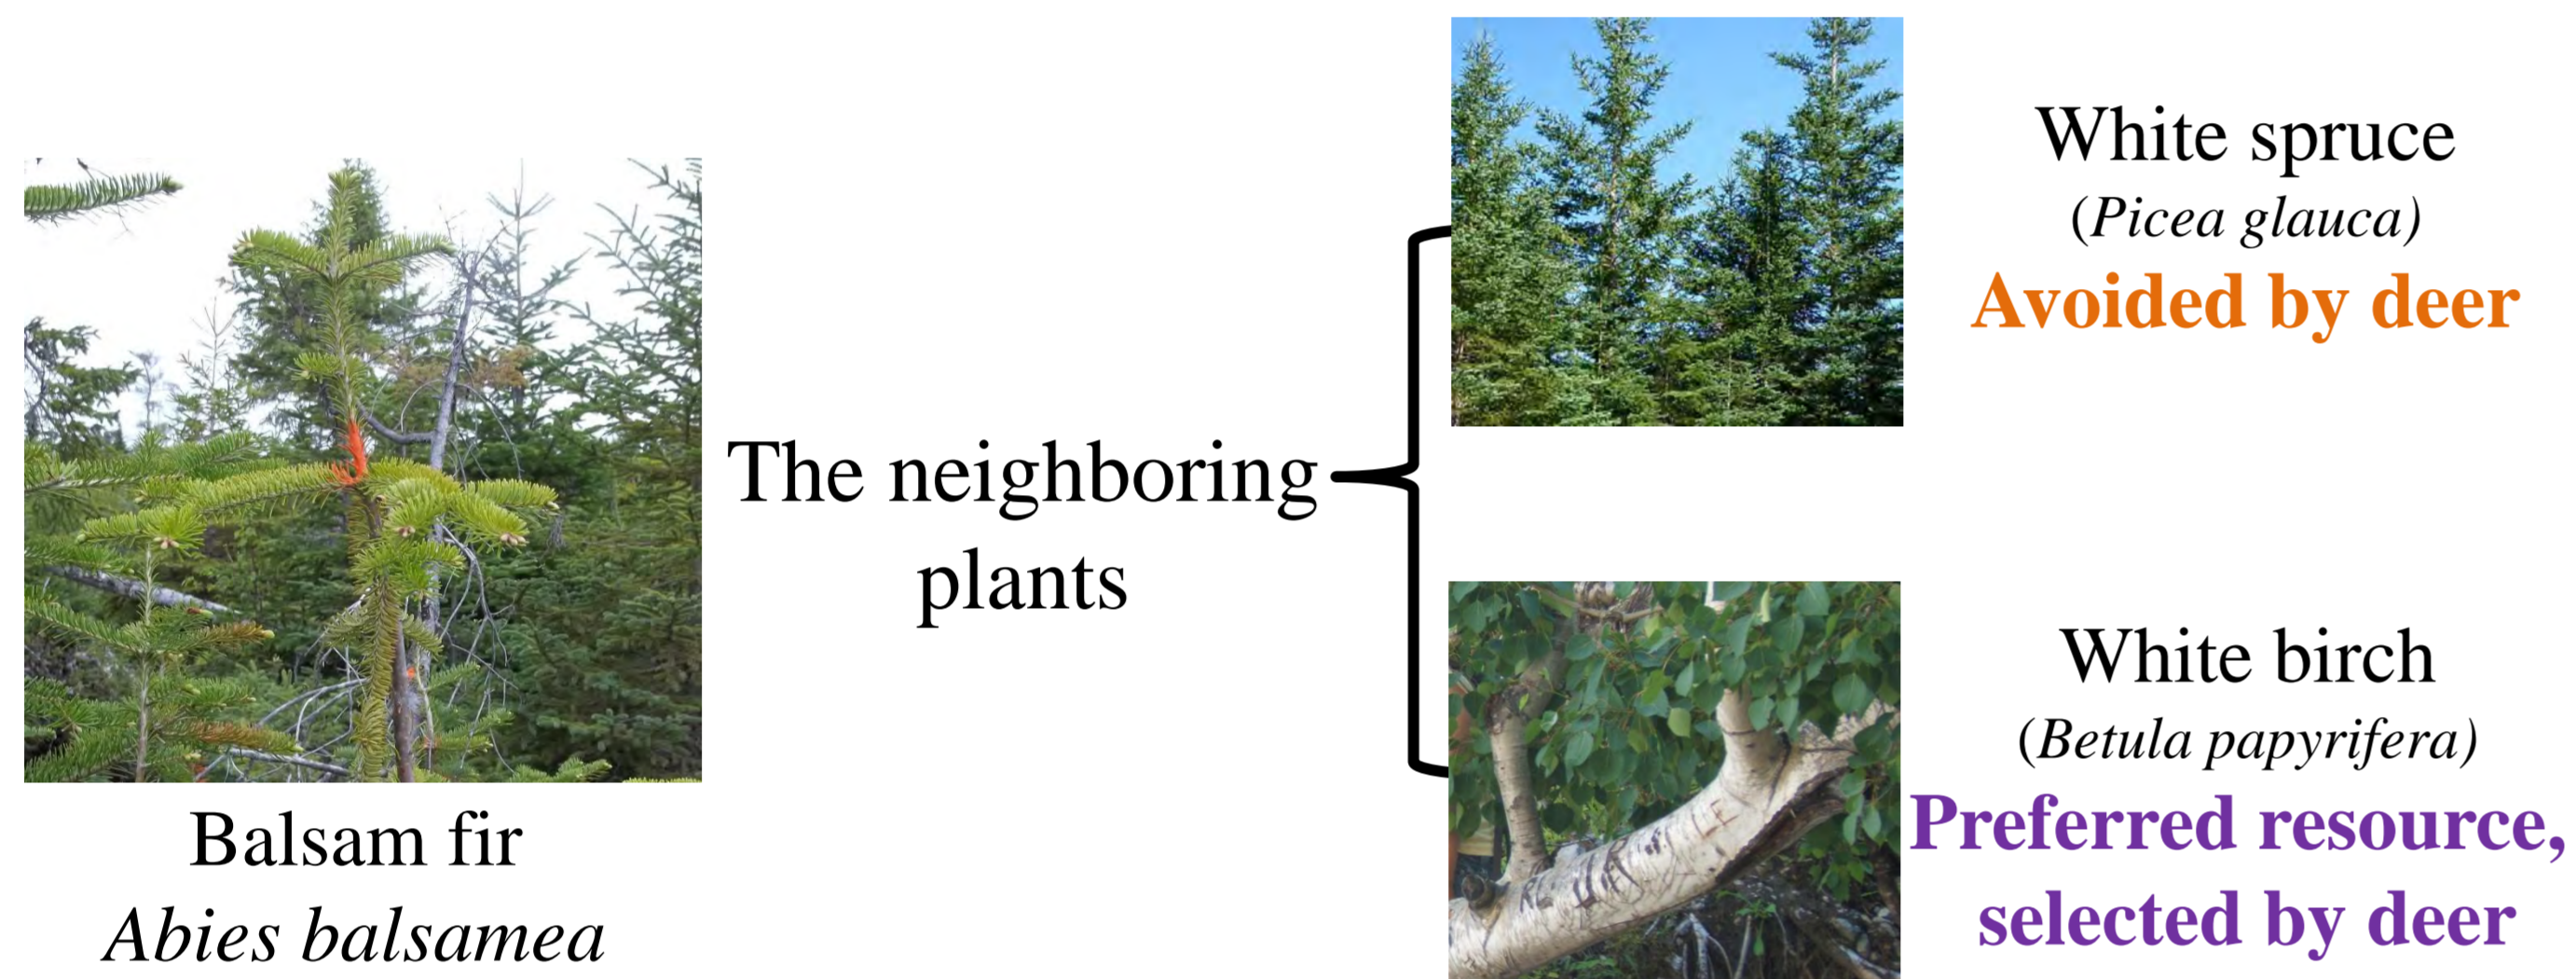 White spruce
(Picea glauca)
Avoided by deer
The neighboring
plants
White birch
(Betula papyrifera)
Preferred resource,
selected by deer
Balsam fir
Abies balsamea